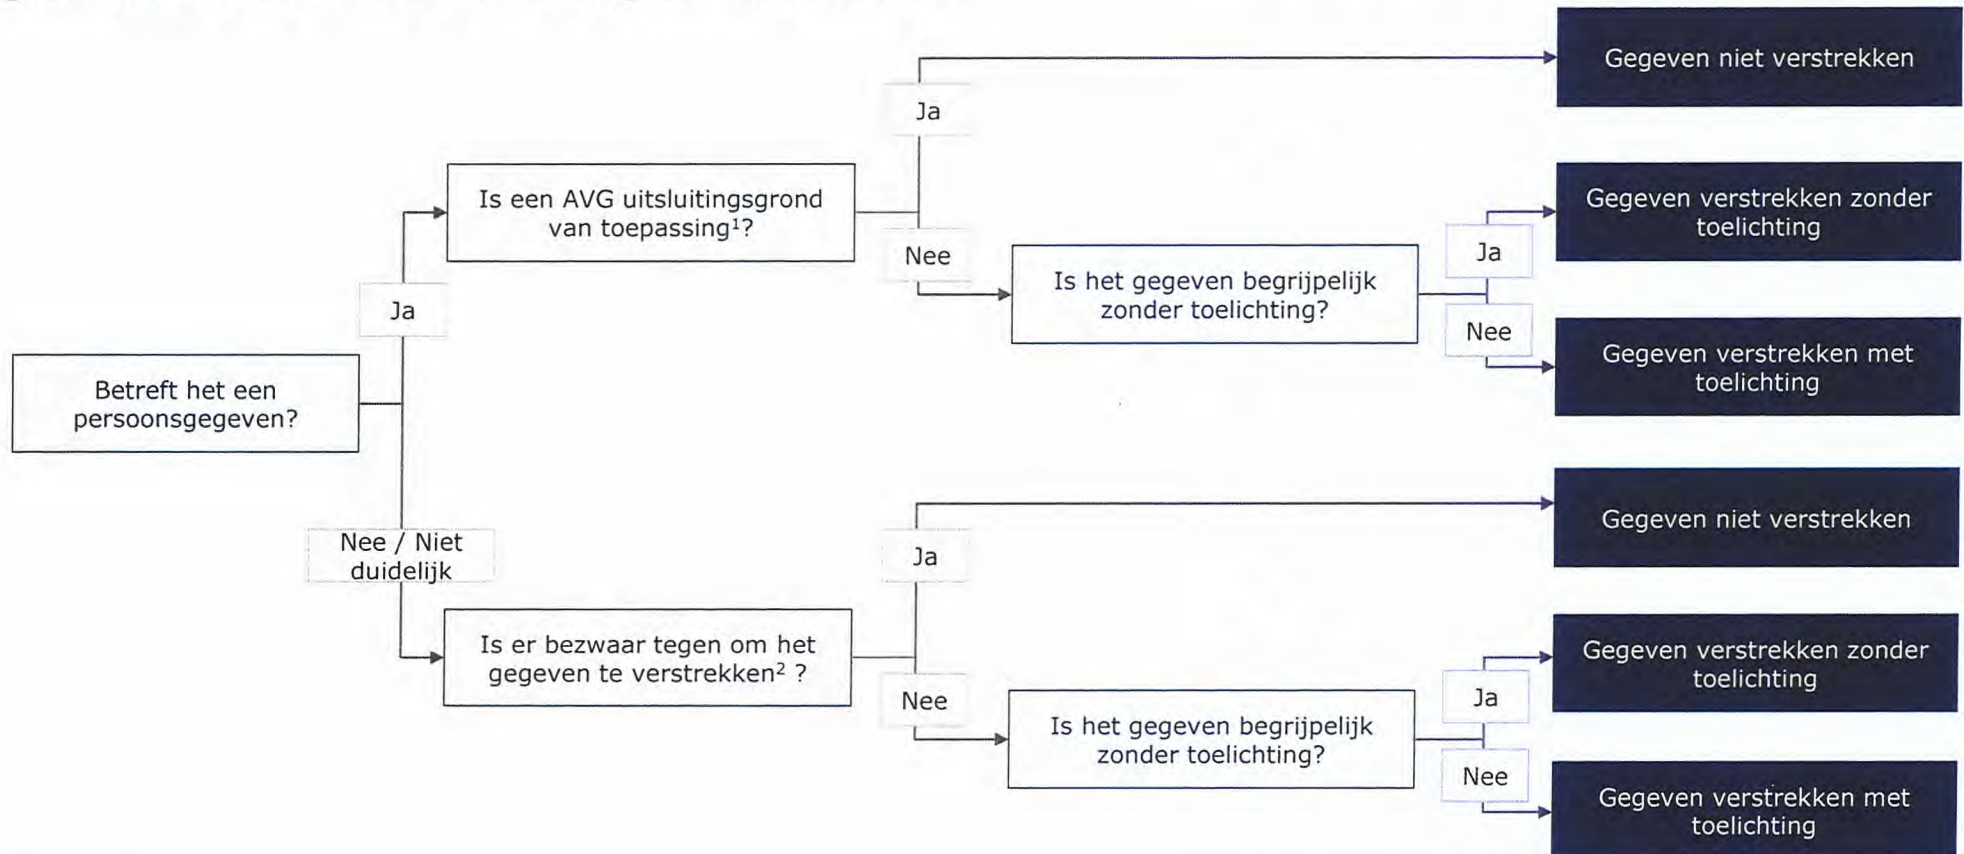 Gegeven niet verstrekken
Ja
Is een AVG uitsluitingsgrond
van toepassing¹?
Gegeven verstrekken zonder
toelichting
Nee
Ja
Is het gegeven begrijpelijk
zonder toelichting?
Ja
Nee
Gegeven verstrekken met
toelichting
Betreft het een
persoonsgegeven?
Gegeven niet verstrekken
Nee / Niet
duidelijk
Ja
Is er bezwaar tegen om het
gegeven te verstrekken² ?
Gegeven verstrekken zonder
toelichting
Nee
Ja
Is het gegeven begrijpelijk
zonder toelichting?
Nee
Gegeven verstrekken met
toelichting